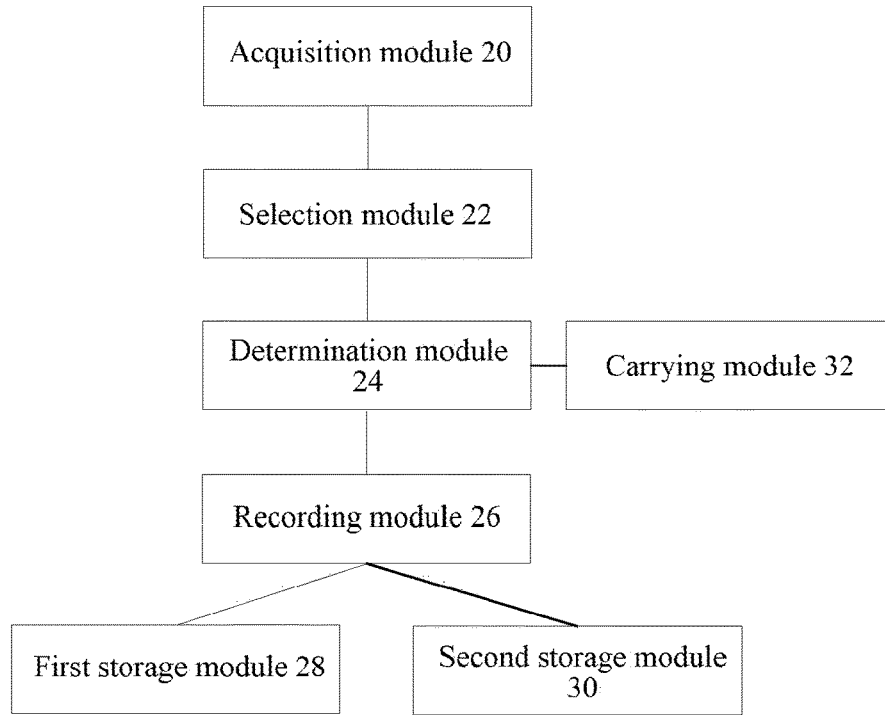 Acquisition module 20
Selection module 22
Determination module
24
Carrying module 32
Recording module 26
First storage module 28
Second storage module
30